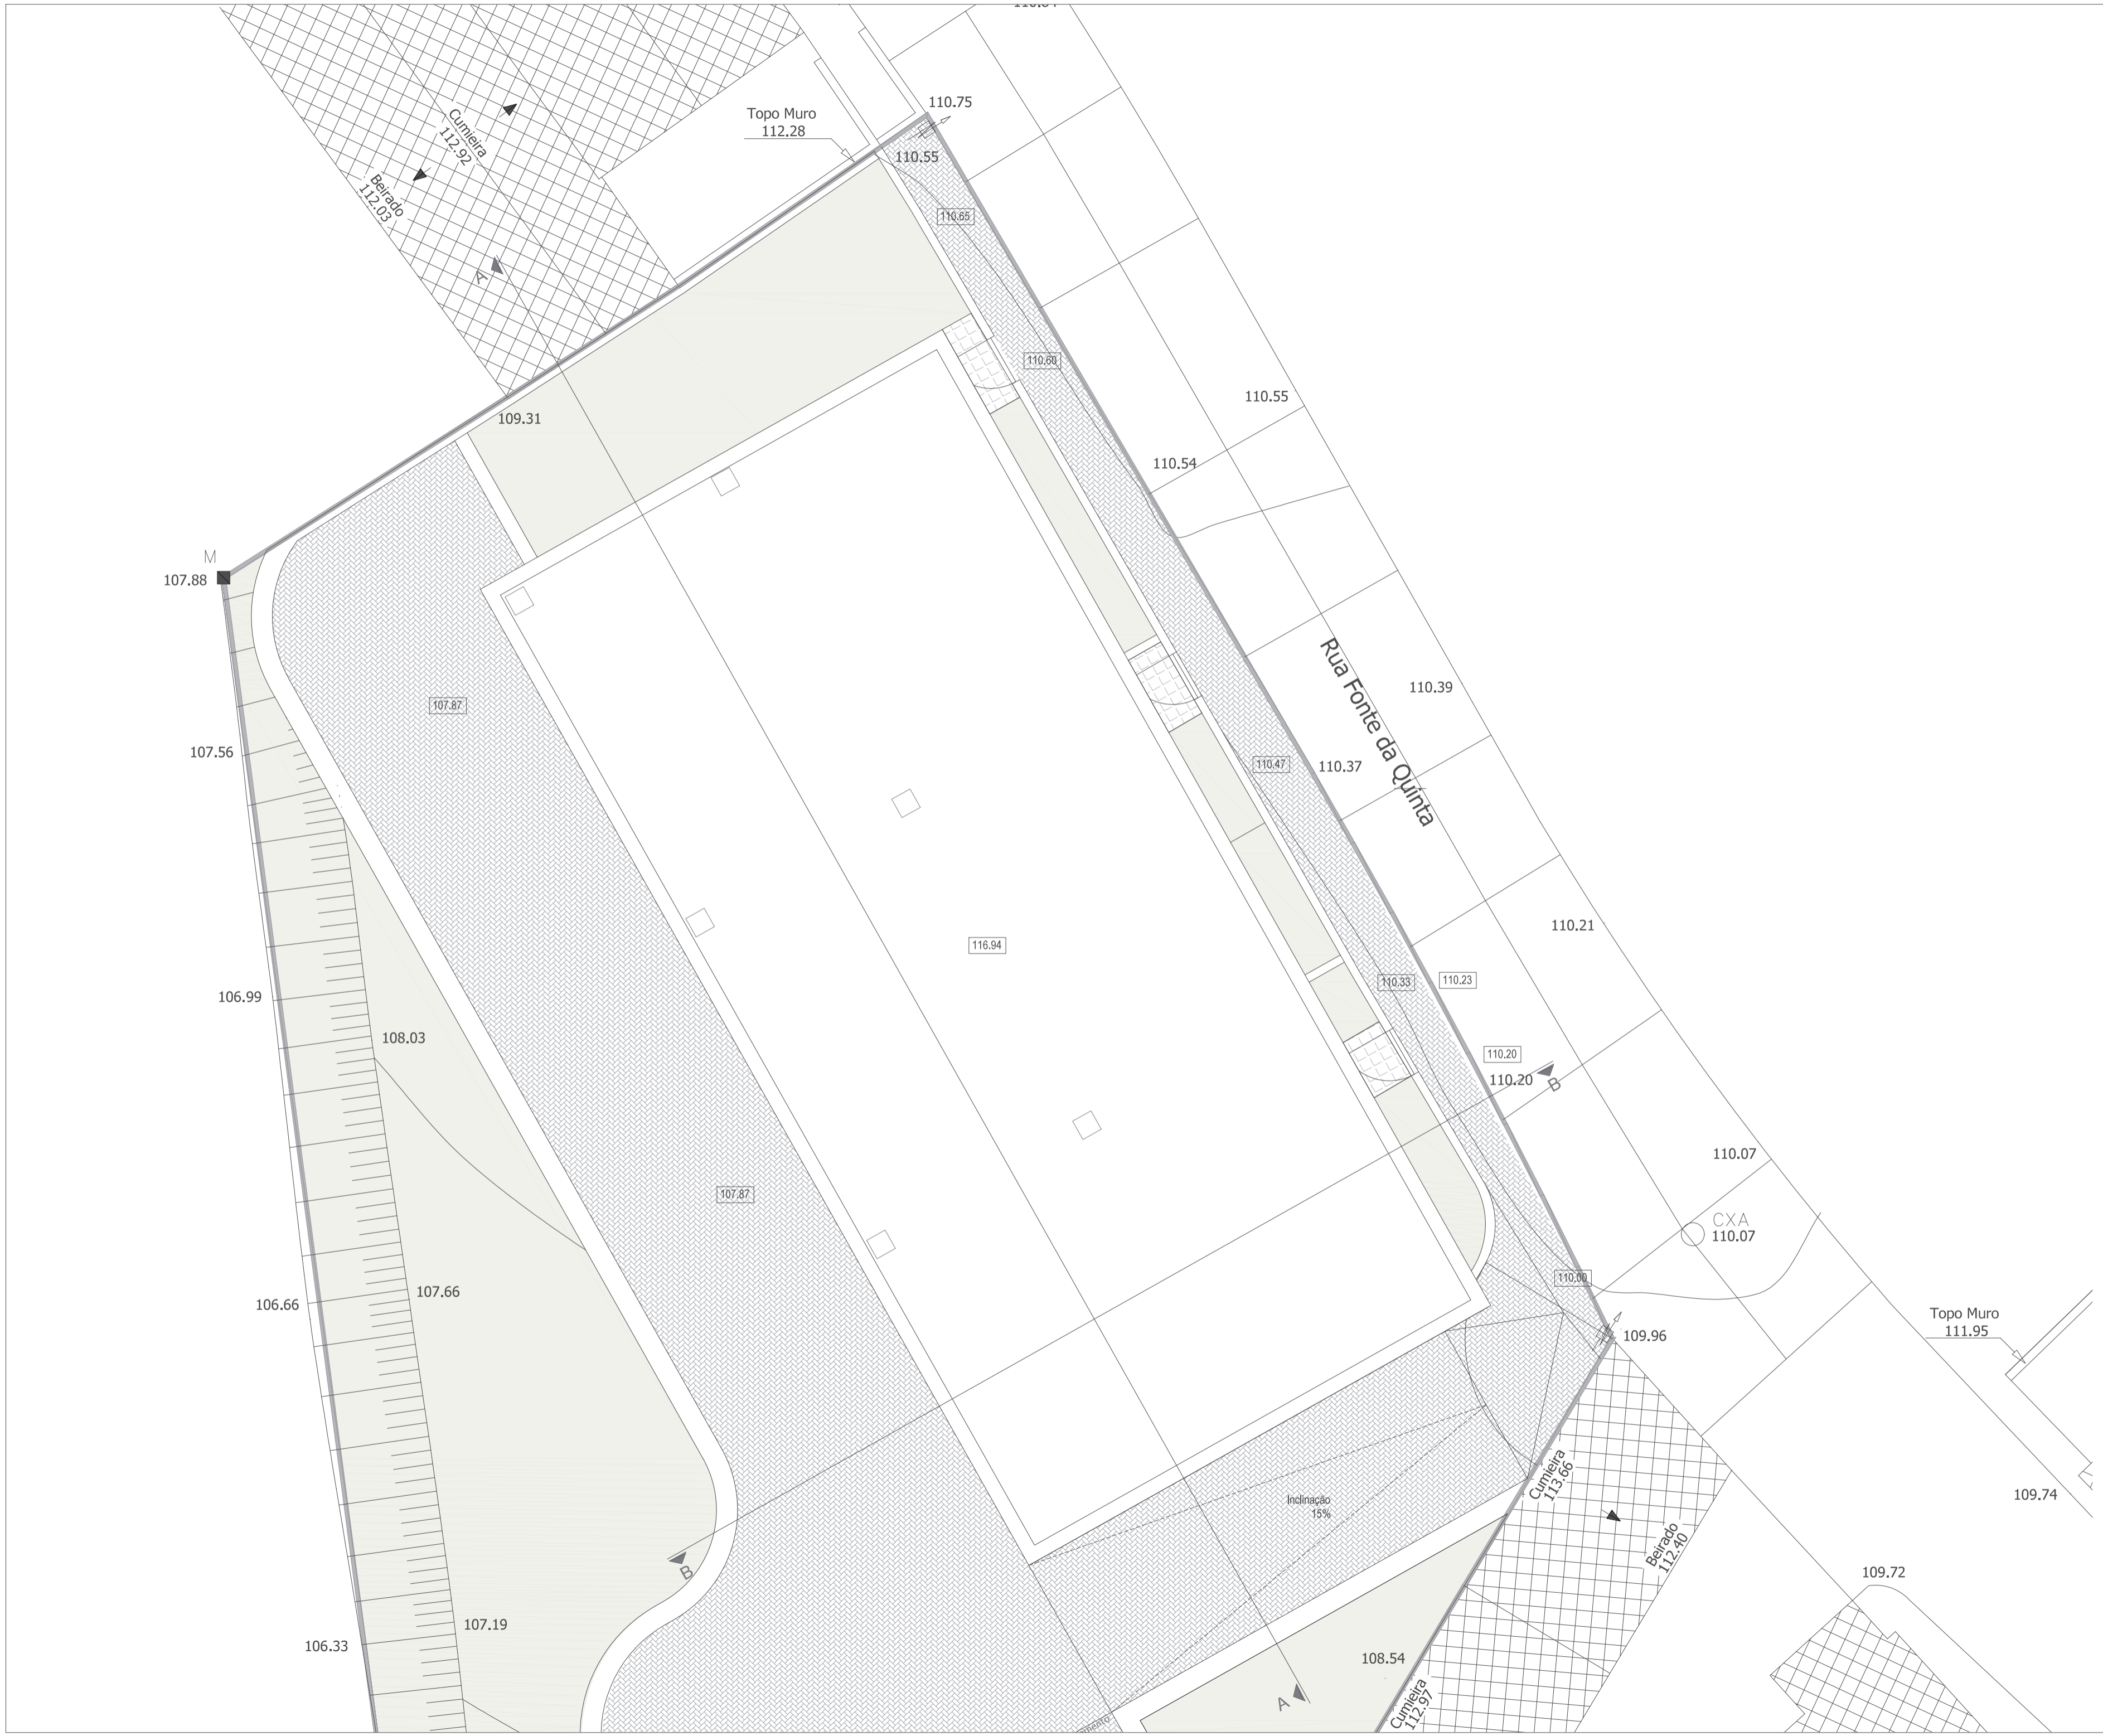 110.75
Topo Muro
112.28
110.55
Cumieira
112.92
Beirado
112.03
110.65
A
110.60
110.55
109.31
110.54
M
107.88
Rua Fonte da Quinta
110.39
107.87
107.56
110.47
110.37
116.94
110.21
110.33
110.23
106.99
108.03
110.20
110.20
B
110.07
107.87
CXA
110.07
110.00
107.66
106.66
109.96
Topo Muro
111.95
Cumieira
113.66
Inclinação
15%
109.74
Beirado
112.40
B
109.72
107.19
106.33
108.54
A
Cumieira
112.97